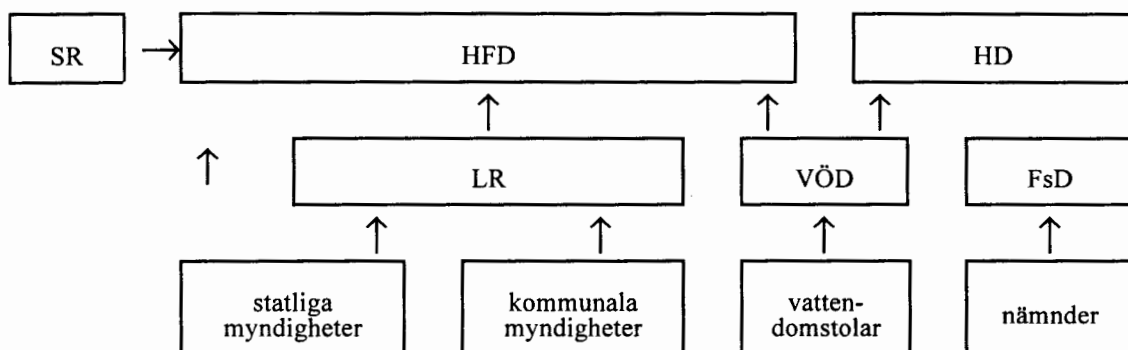 SR
HFD
HD
LR
VÖD
FsD
statliga
myndigheter
kommunala
myndigheter
vatten-
domstolar
nämnder